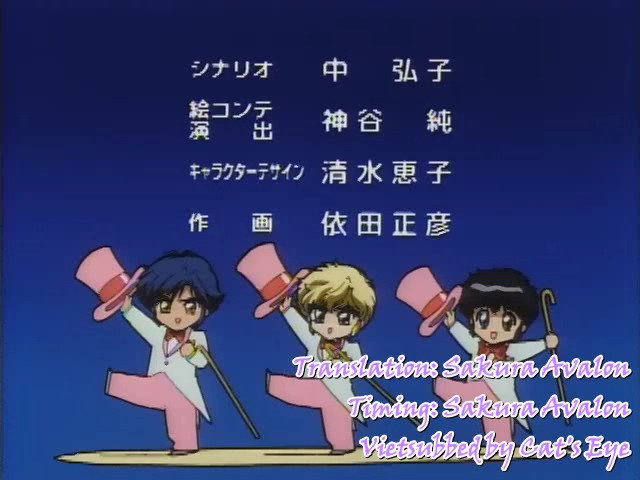 シナリオ 中 弘子
絵コンテ
演出 神谷 純
キャラクターデザイン 清水恵子
作画 依田正彦
Translation: Sakura Avalon
Timing: Sakura Avalon
Vietsubbed by Cat's Eye